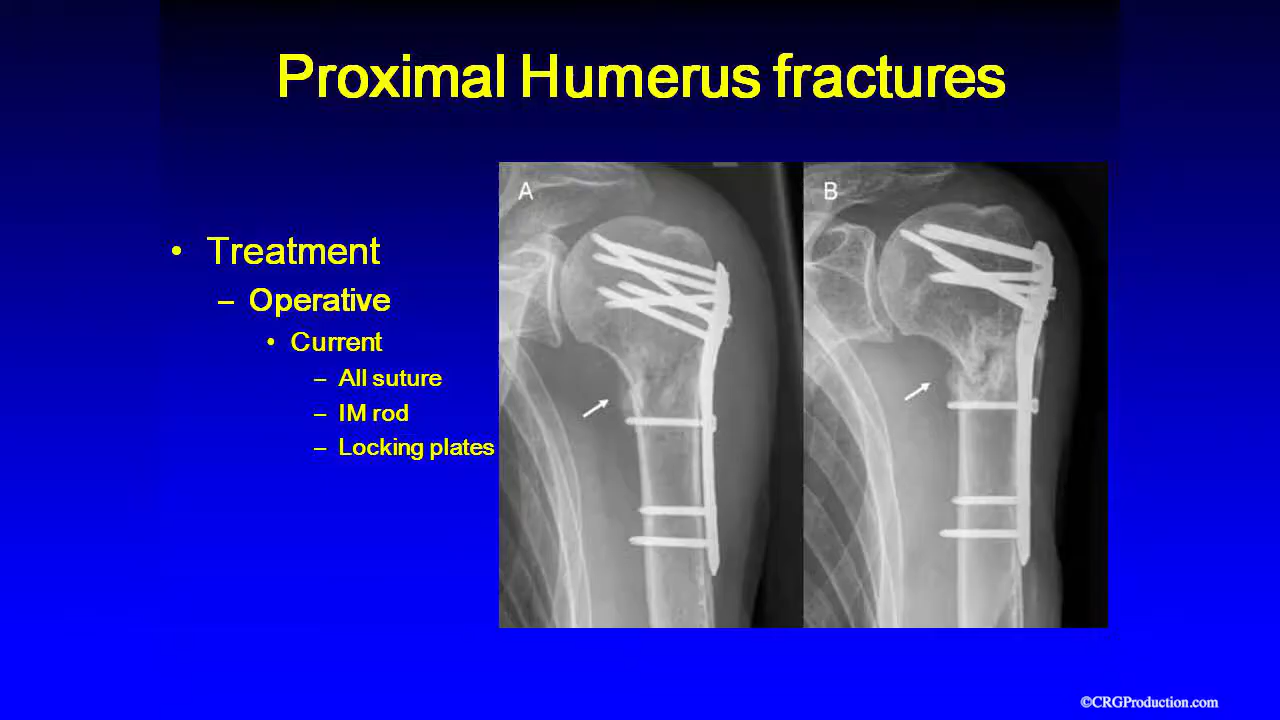 Proximal Humerus fractures
• Treatment
– Operative
• Current
– All suture
– IM rod
– Locking plates
A
B
©CRGProduction.com